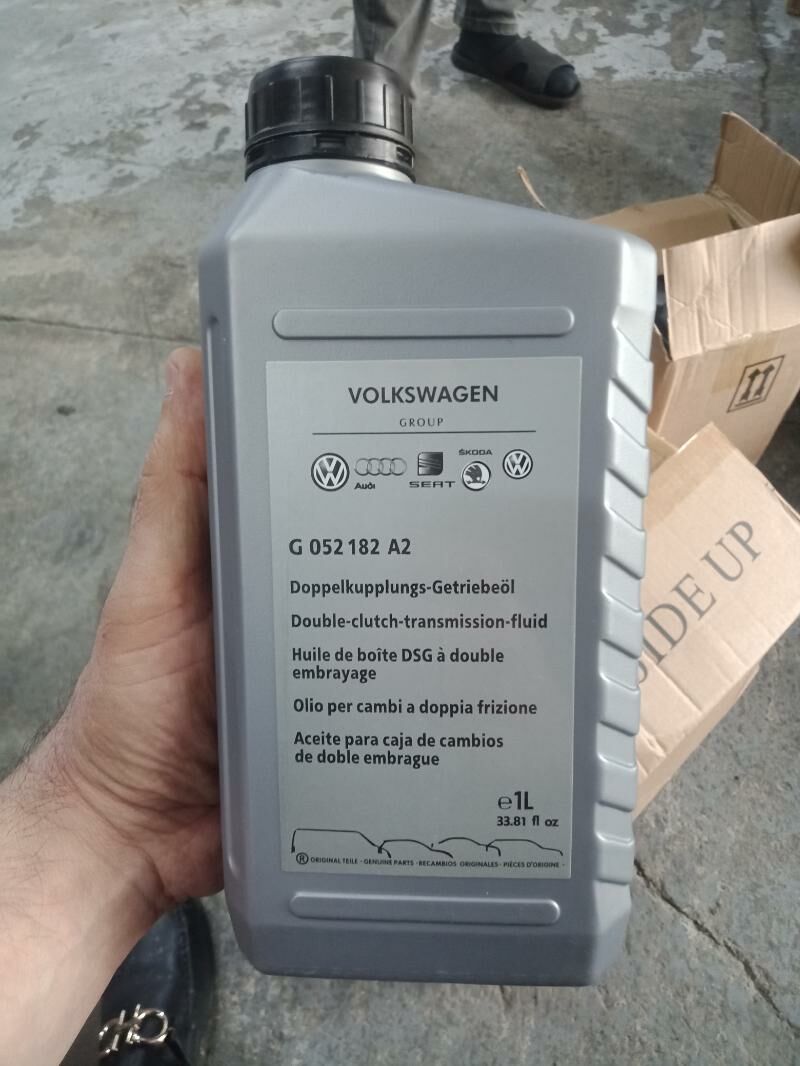 VOLKSWAGEN
GROUP
Audi
SEAT
ŠKODA
G 052 182 A2
Doppelkupplungs-Getriebeöl
Double-clutch-transmission-fluid
Huile de boîte DSG à double
embrayage
Olio per cambi a doppia frizione
Aceite para caja de cambios
de doble embrague
℮1L
33.81 fl oz
® ORIGINAL TEILE - GENUINE PARTS - RECAMBIOS ORIGINALES - PIÈCES D'ORIGINE -
SIDE UP